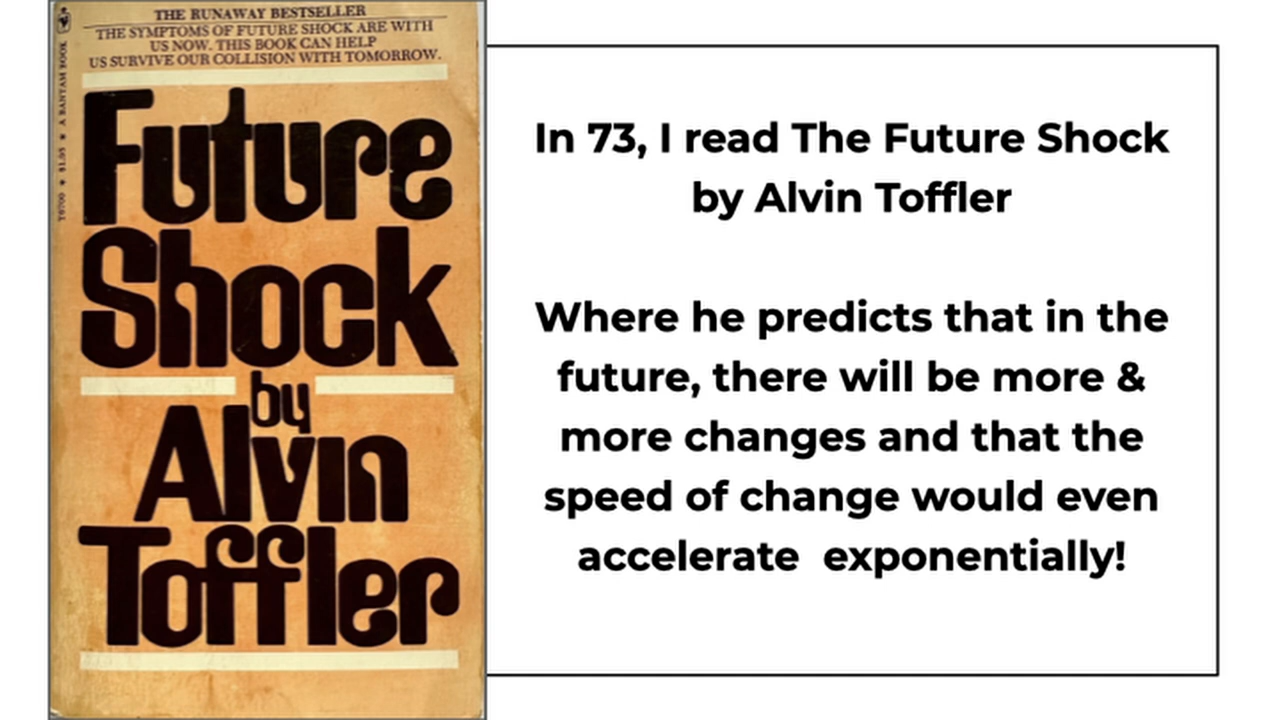 THE RUNAWAY BESTSELLER
THE SYMPTOMS OF FUTURE SHOCK ARE WITH
US NOW. THIS BOOK CAN HELP
US SURVIVE OUR COLLISION WITH TOMORROW.
T6700 ★ $1.95 ★ A BANTAM BOOK
Future
Shock
by
Alvin
Toffler
In 73, I read The Future Shock
by Alvin Toffler
Where he predicts that in the
future, there will be more &
more changes and that the
speed of change would even
accelerate  exponentially!